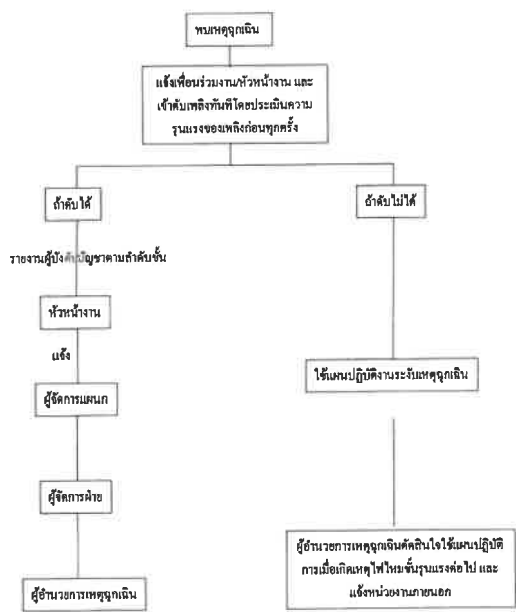 พบเหตุฉุกเฉิน
แจ้งเพื่อนร่วมงาน/หัวหน้างาน และ
เข้าดับเพลิงทันทีโดยประเมินความ
รุนแรงของเพลิงก่อนทุกครั้ง
ถ้าดับได้
ถ้าดับไม่ได้
รายงานผู้บังคับบัญชาตามลำดับชั้น
หัวหน้างาน
แจ้ง
ใช้แผนปฏิบัติงานระงับเหตุฉุกเฉิน
ผู้จัดการแผนก
ผู้จัดการฝ่าย
ผู้อำนวยการเหตุฉุกเฉินตัดสินใจใช้แผนปฏิบัติ
การเมื่อเกิดเหตุไฟไหม้ขั้นรุนแรงต่อไป และ
แจ้งหน่วยงานภายนอก
ผู้อำนวยการเหตุฉุกเฉิน